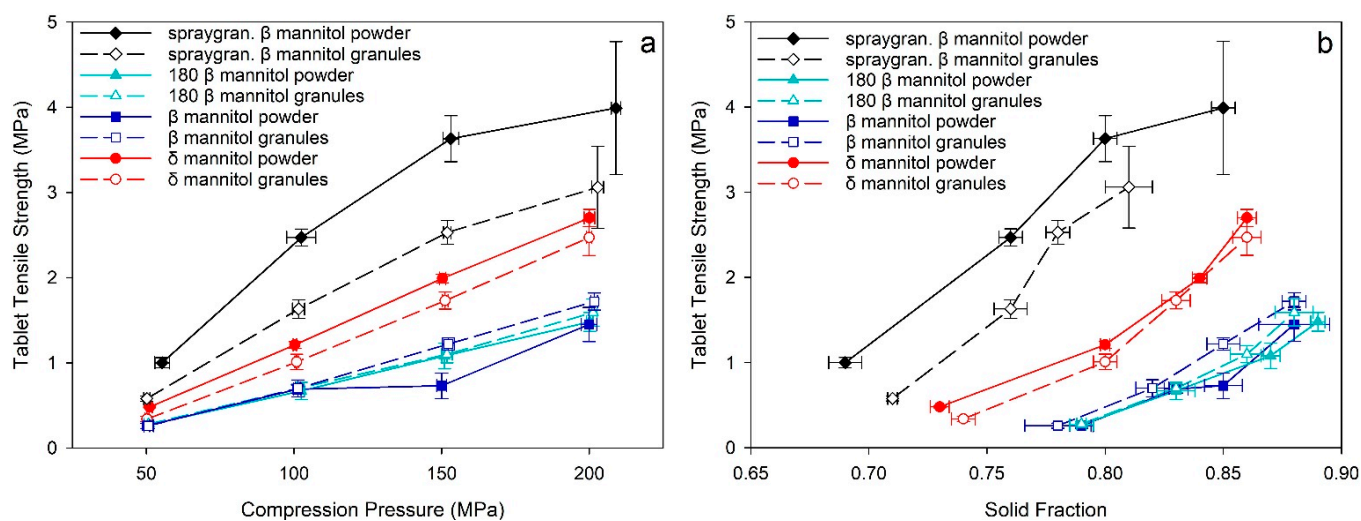 a
spraygran. β mannitol powder
spraygran. β mannitol granules
180 β mannitol powder
180 β mannitol granules
β mannitol powder
β mannitol granules
δ mannitol powder
δ mannitol granules
Tablet Tensile Strength (MPa)
5
4
3
2
1
0
50
100
150
200
Compression Pressure (MPa)
b
spraygran. β mannitol powder
spraygran. β mannitol granules
180 β mannitol powder
180 β mannitol granules
β mannitol powder
β mannitol granules
δ mannitol powder
δ mannitol granules
Tablet Tensile Strength (MPa)
5
4
3
2
1
0
0.65
0.70
0.75
0.80
0.85
0.90
Solid Fraction